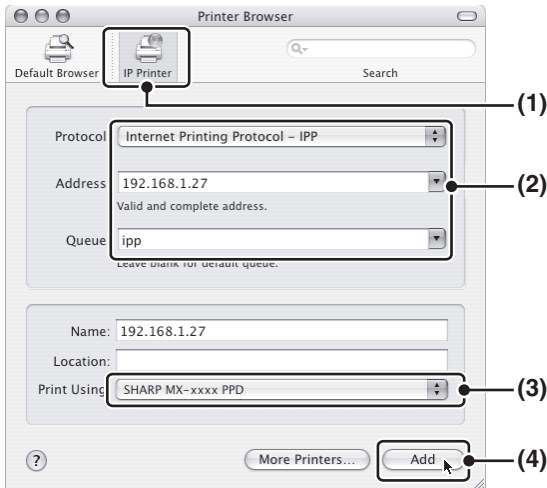 Printer Browser
Default Browser
IP Printer
Search
(1)
Protocol
Internet Printing Protocol – IPP
Address
192.168.1.27
(2)
Valid and complete address.
Queue
ipp
Leave blank for default queue.
Name: 192.168.1.27
Location:
Print Using
SHARP MX-xxxx PPD
(3)
?
More Printers...
Add
(4)